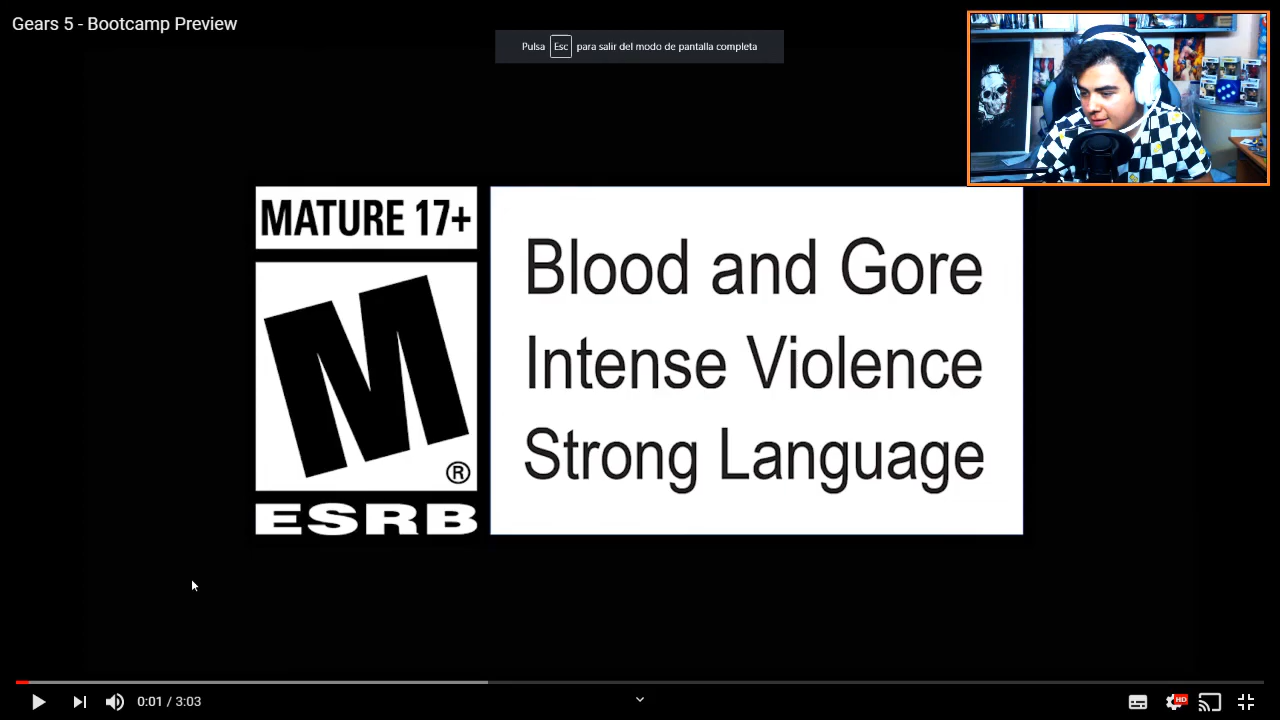 Gears 5 - Bootcamp Preview
Pulsa Esc para salir del modo de pantalla completa
MATURE 17+
M
®
ESRB
Blood and Gore
Intense Violence
Strong Language
0:01 / 3:03
HD